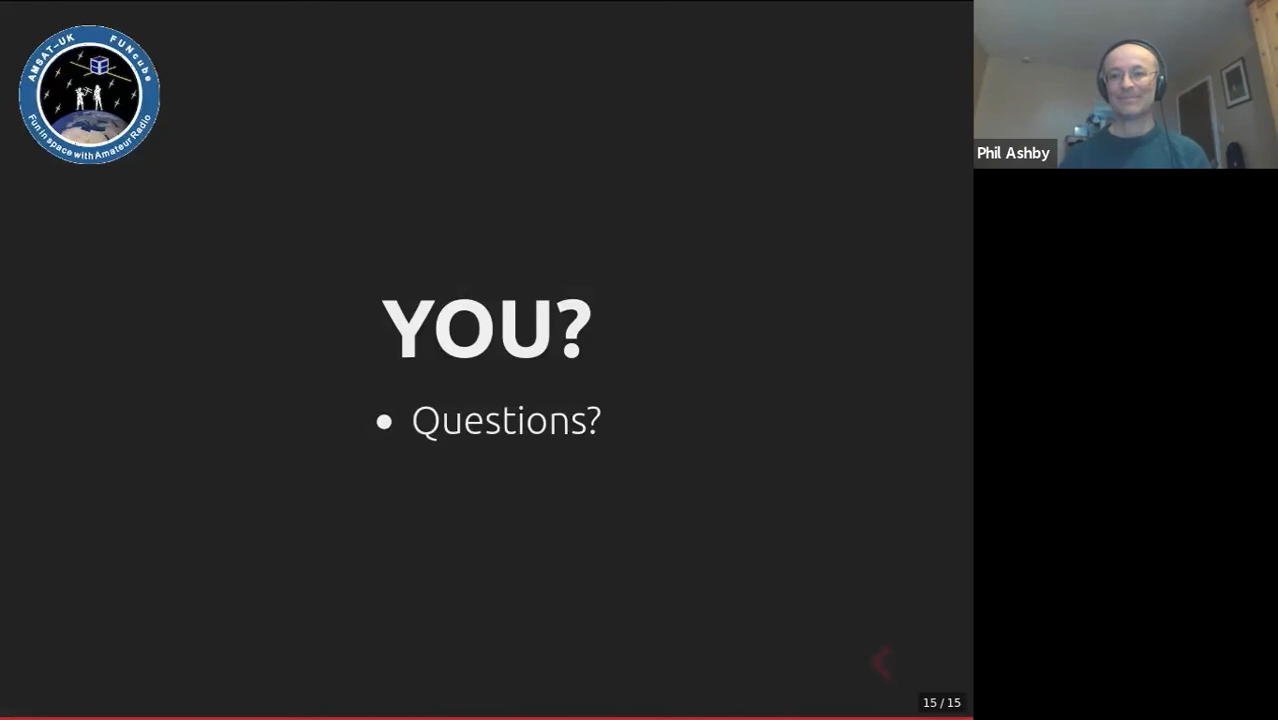 AMSAT-UK FUNcube
Fun in space with Amateur Radio
Phil Ashby
YOU?
Questions?
15 / 15